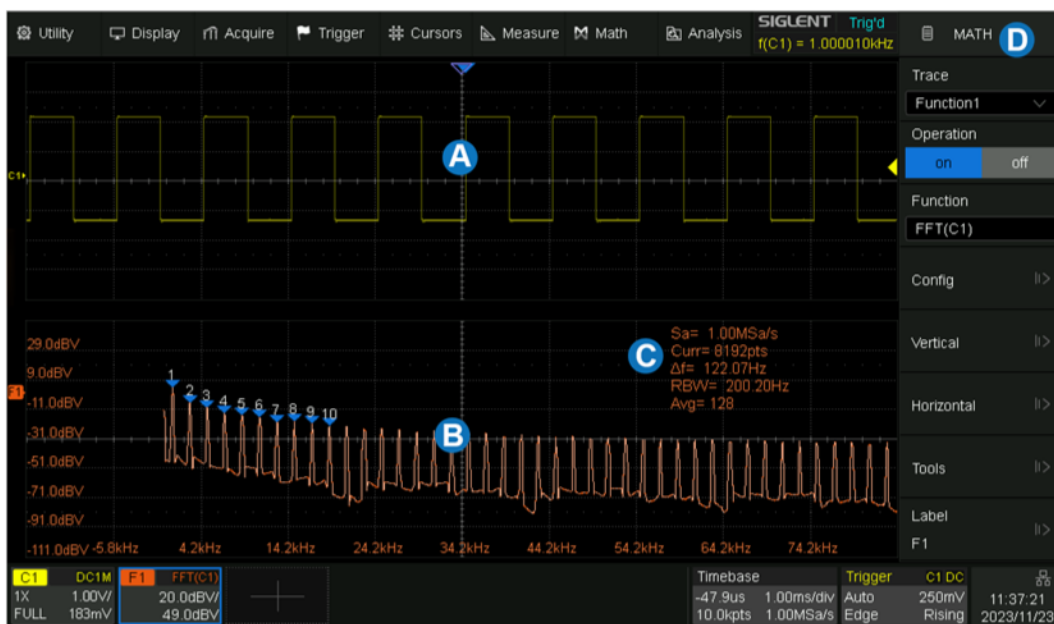 Utility Display Acquire Trigger Cursors Measure Math Analysis
SIGLENT Trig'd
f(C1) = 1.000010kHz
MATH D
Trace
Function1
Operation
on off
Function
FFT(C1)
Config
Vertical
Horizontal
Tools
Label
F1
A
C1
Sa= 1.00MSa/s
Curr= 8192pts
Δf= 122.07Hz
RBW= 200.20Hz
Avg= 128
C
29.0dBV
9.0dBV
F1
-11.0dBV
-31.0dBV
-51.0dBV
-71.0dBV
-91.0dBV
-111.0dBV
1 2 3 4 5 6 7 8 9 10
B
-5.8kHz 4.2kHz 14.2kHz 24.2kHz 34.2kHz 44.2kHz 54.2kHz 64.2kHz 74.2kHz
C1 DC1M
1X 1.00V/
FULL 183mV
F1 FFT(C1)
20.0dBV/
49.0dBV
Timebase
-47.9us 1.00ms/div
10.0kpts 1.00MSa/s
Trigger C1 DC
Auto 250mV
Edge Rising
11:37:21
2023/11/23